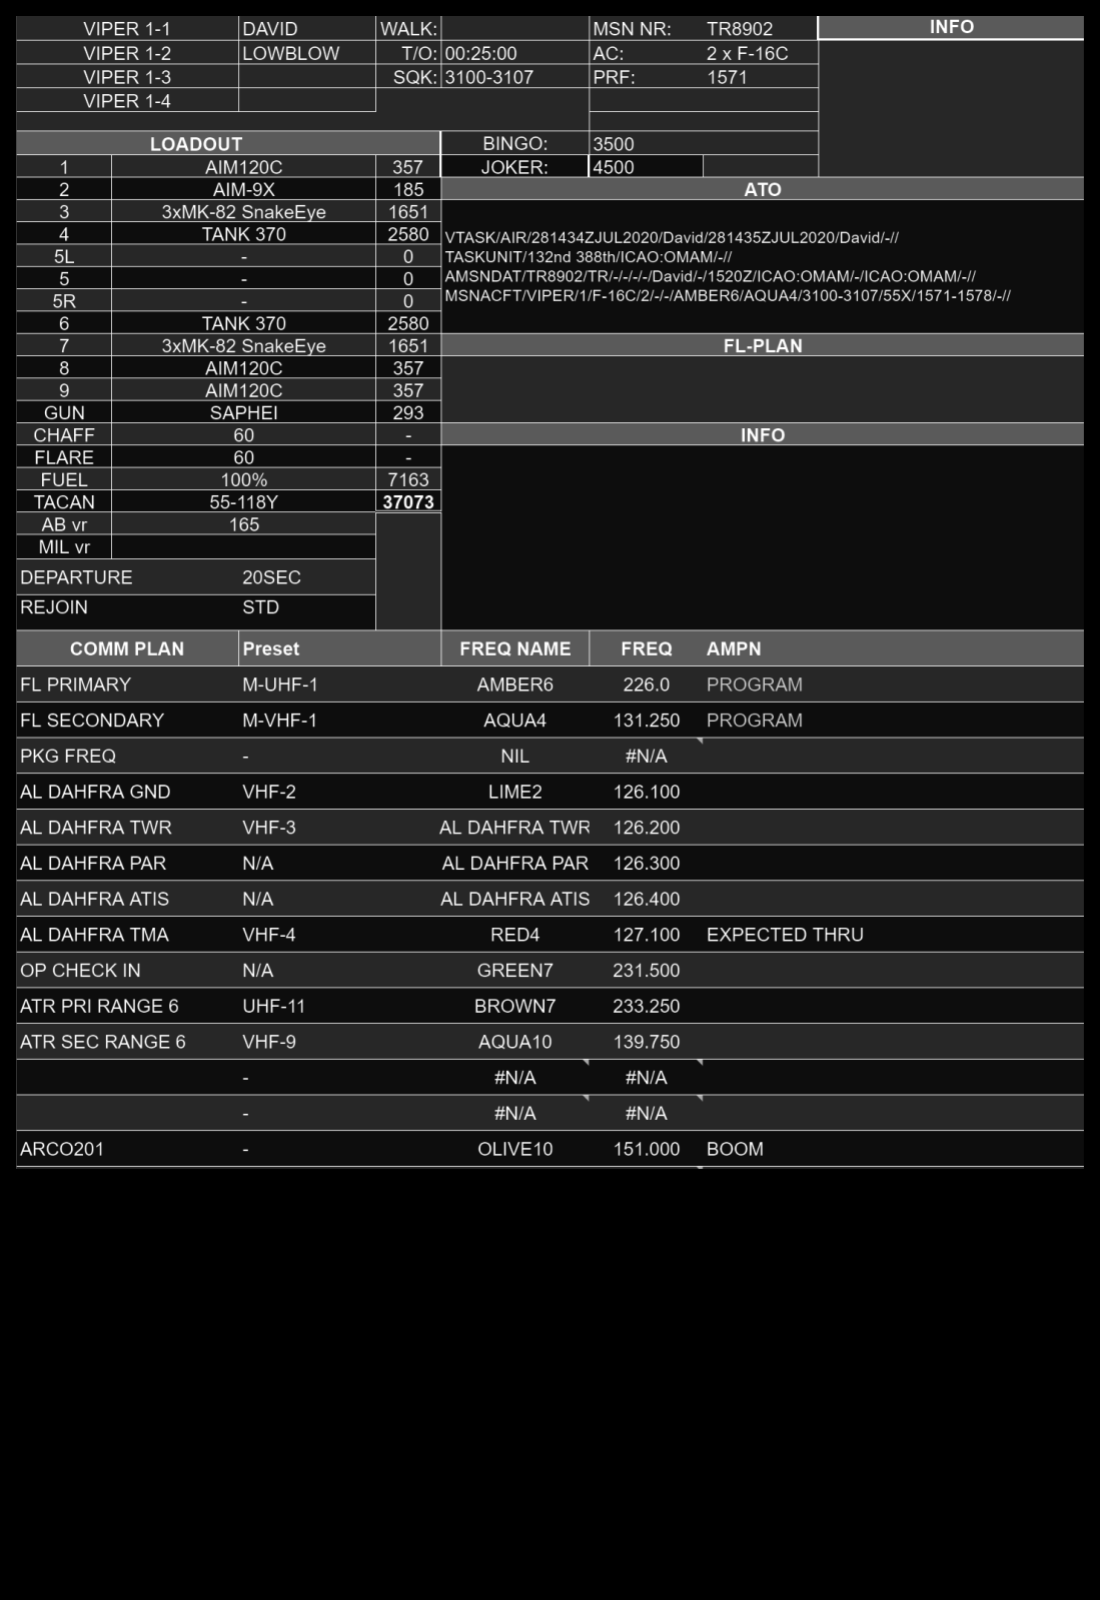 VIPER 1-1 DAVID WALK: MSN NR: TR8902 INFO
VIPER 1-2 LOWBLOW T/O: 00:25:00 AC: 2 x F-16C
VIPER 1-3 SQK: 3100-3107 PRF: 1571
VIPER 1-4
LOADOUT BINGO: 3500
1 AIM120C 357 JOKER: 4500
2 AIM-9X 185 ATO
3 3xMK-82 SnakeEye 1651
4 TANK 370 2580 VTASK/AIR/281434ZJUL2020/David/281435ZJUL2020/David/-//
5L - 0 TASKUNIT/132nd 388th/ICAO:OMAM/-//
5 - 0 AMSNDAT/TR8902/TR/-/-/-/-/David/-/1520Z/ICAO:OMAM/-/ICAO:OMAM/-//
5R - 0 MSNACFT/VIPER/1/F-16C/2/-/-/AMBER6/AQUA4/3100-3107/55X/1571-1578/-//
6 TANK 370 2580
7 3xMK-82 SnakeEye 1651 FL-PLAN
8 AIM120C 357
9 AIM120C 357
GUN SAPHEI 293
CHAFF 60 - INFO
FLARE 60 -
FUEL 100% 7163
TACAN 55-118Y 37073
AB vr 165
MIL vr
DEPARTURE 20SEC
REJOIN STD
COMM PLAN Preset FREQ NAME FREQ AMPN
FL PRIMARY M-UHF-1 AMBER6 226.0 PROGRAM
FL SECONDARY M-VHF-1 AQUA4 131.250 PROGRAM
PKG FREQ - NIL #N/A
AL DAHFRA GND VHF-2 LIME2 126.100
AL DAHFRA TWR VHF-3 AL DAHFRA TWR 126.200
AL DAHFRA PAR N/A AL DAHFRA PAR 126.300
AL DAHFRA ATIS N/A AL DAHFRA ATIS 126.400
AL DAHFRA TMA VHF-4 RED4 127.100 EXPECTED THRU
OP CHECK IN N/A GREEN7 231.500
ATR PRI RANGE 6 UHF-11 BROWN7 233.250
ATR SEC RANGE 6 VHF-9 AQUA10 139.750
- #N/A #N/A
- #N/A #N/A
ARCO201 - OLIVE10 151.000 BOOM